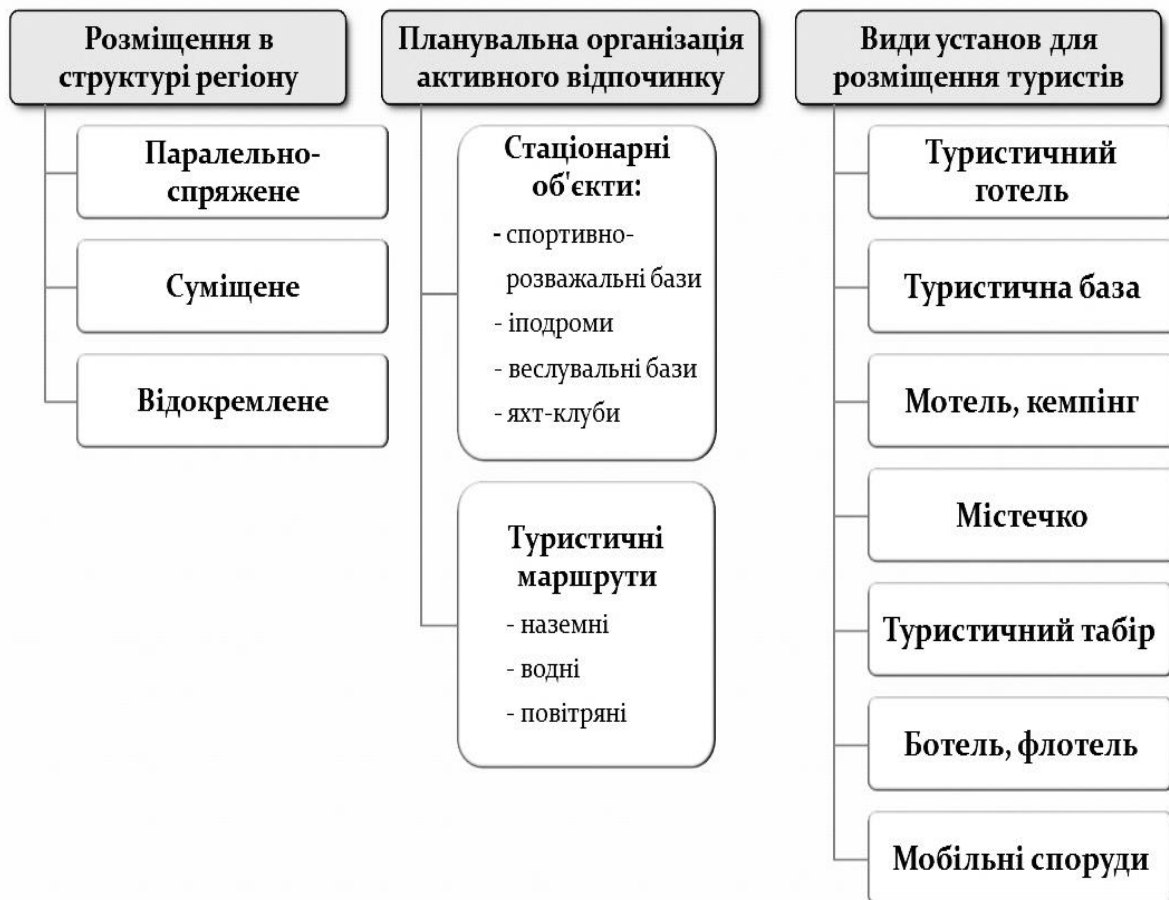 Розміщення в
структурі регіону
Паралельно-
спряжене
Суміщене
Відокремлене
Планувальна організація
активного відпочинку
Стаціонарні
об'єкти:
- спортивно-
розважальні бази
- іподроми
- веслувальні бази
- яхт-клуби
Туристичні
маршрути
- наземні
- водні
- повітряні
Види установ для
розміщення туристів
Туристичний
готель
Туристична база
Мотель, кемпінг
Містечко
Туристичний табір
Ботель, флотель
Мобільні споруди